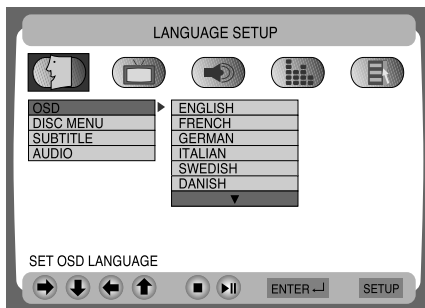 LANGUAGE SETUP
OSD
DISC MENU
SUBTITLE
AUDIO
ENGLISH
FRENCH
GERMAN
ITALIAN
SWEDISH
DANISH
SET OSD LANGUAGE
ENTER
SETUP